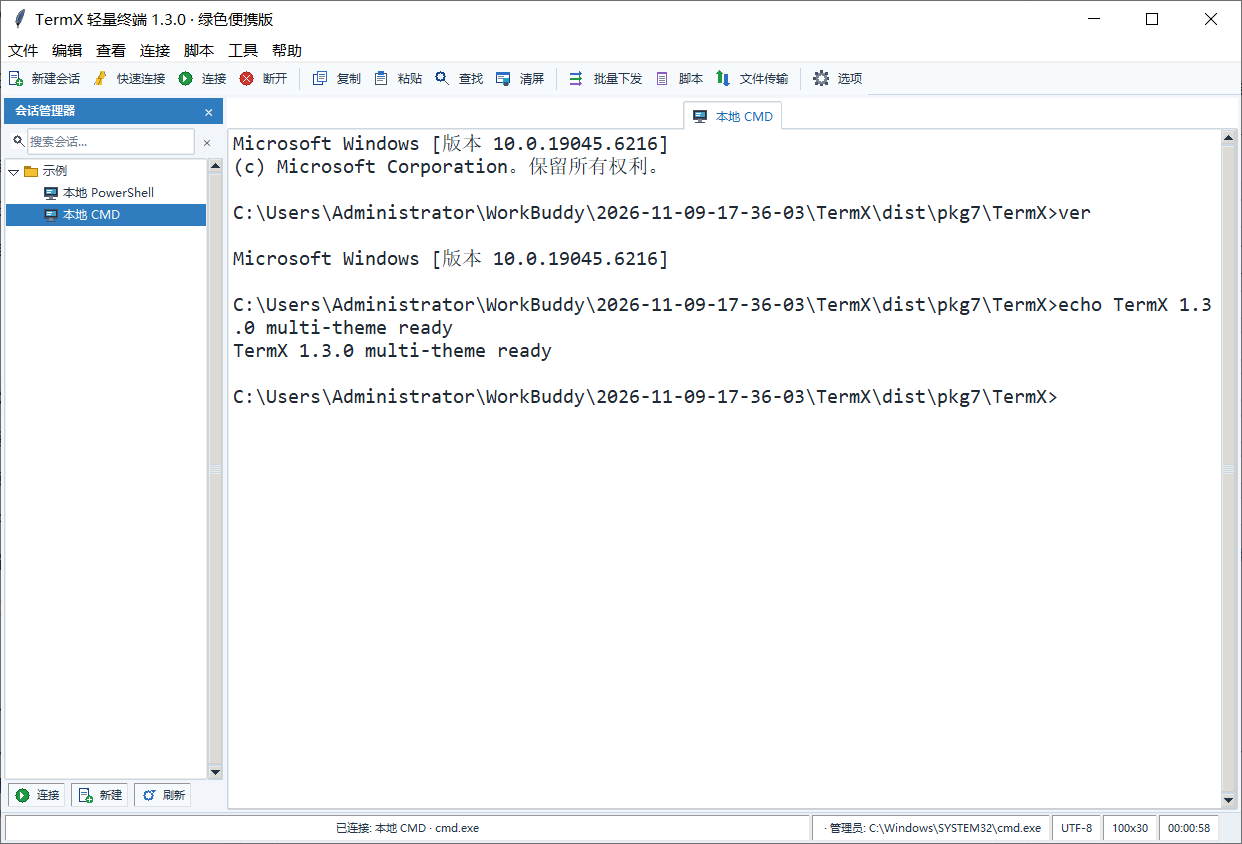 TermX 轻量终端 1.3.0 · 绿色便携版
文件 编辑 查看 连接 脚本 工具 帮助
新建会话 快速连接 连接 断开 复制 粘贴 查找 清屏 批量下发 脚本 文件传输 选项
会话管理器
本地 CMD
搜索会话...
示例
本地 PowerShell
本地 CMD
Microsoft Windows [版本 10.0.19045.6216]
(c) Microsoft Corporation。保留所有权利。
C:\Users\Administrator\WorkBuddy\2026-11-09-17-36-03\TermX\dist\pkg7\TermX>ver
Microsoft Windows [版本 10.0.19045.6216]
C:\Users\Administrator\WorkBuddy\2026-11-09-17-36-03\TermX\dist\pkg7\TermX>echo TermX 1.3
.0 multi-theme ready
TermX 1.3.0 multi-theme ready
C:\Users\Administrator\WorkBuddy\2026-11-09-17-36-03\TermX\dist\pkg7\TermX>
连接 新建 刷新
已连接: 本地 CMD · cmd.exe
· 管理员: C:\Windows\SYSTEM32\cmd.exe
UTF-8
100x30
00:00:58